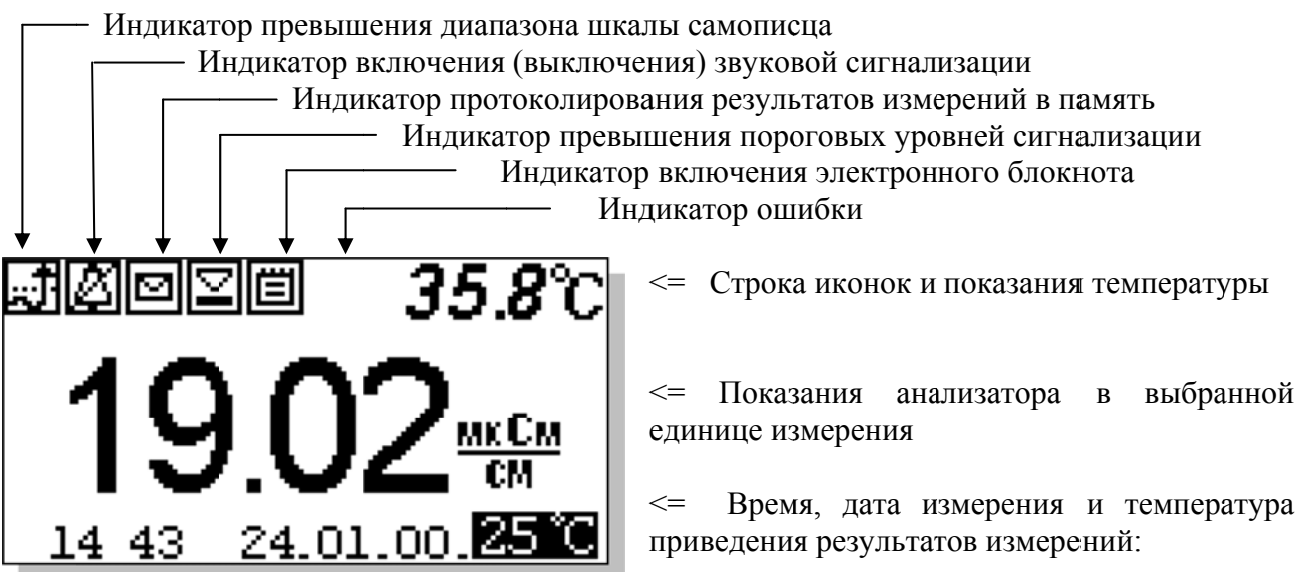 Индикатор превышения диапазона шкалы самописца
Индикатор включения (выключения) звуковой сигнализации
Индикатор протоколирования результатов измерений в память
Индикатор превышения пороговых уровней сигнализации
Индикатор включения электронного блокнота
Индикатор ошибки
35.8°C
<= Строка иконок и показания температуры
19.02 мкСм
см
<= Показания анализатора в выбранной
единице измерения
14 43 24.01.00. 25°C
<= Время, дата измерения и температура
приведения результатов измерений: